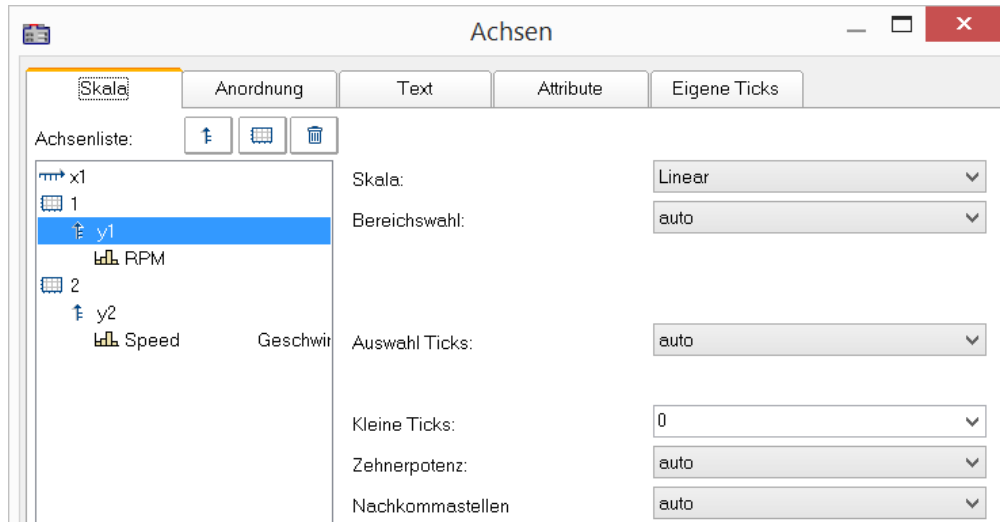 Achsen
Skala Anordnung Text Attribute Eigene Ticks
Achsenliste:
x1
1
y1
RPM
2
y2
Speed Geschwir
Skala: Linear
Bereichswahl: auto
Auswahl Ticks: auto
Kleine Ticks: 0
Zehnerpotenz: auto
Nachkommastellen auto